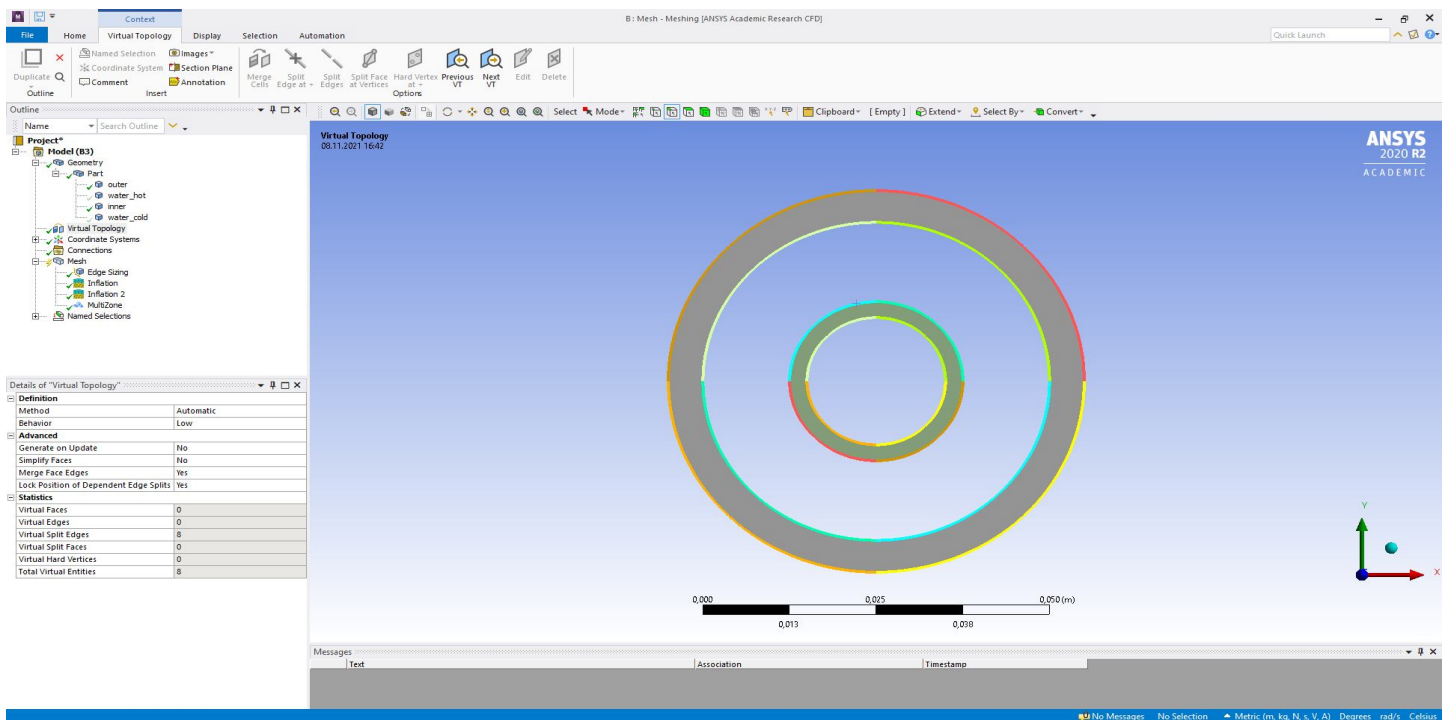 Context
B : Mesh - Meshing [ANSYS Academic Research CFD]
File Home Virtual Topology Display Selection Automation
Quick Launch
Duplicate
Outline
Named Selection
Coordinate System
Comment
Images
Section Plane
Annotation
Insert
Merge Cells
Split Edge at +
Split Edges
Split Face at Vertices
Hard Vertex at +
Previous VT
Next VT
Edit
Delete
Options
Outline
Select Mode Clipboard [ Empty ] Extend Select By Convert
Name Search Outline
Project*
Model (B3)
Geometry
Part
outer
water_hot
inner
water_cold
Virtual Topology
Coordinate Systems
Connections
Mesh
Edge Sizing
Inflation
Inflation 2
MultiZone
Named Selections
Details of "Virtual Topology"
Definition
Method Automatic
Behavior Low
Advanced
Generate on Update No
Simplify Faces No
Merge Face Edges Yes
Lock Position of Dependent Edge Splits Yes
Statistics
Virtual Faces 0
Virtual Edges 0
Virtual Split Edges 8
Virtual Split Faces 0
Virtual Hard Vertices 0
Total Virtual Entities 8
Virtual Topology
08.11.2021 16:42
ANSYS
2020 R2
ACADEMIC
Y
X
0,000 0,025 0,050 (m)
0,013 0,038
Messages
Text Association Timestamp
No Messages No Selection Metric (m, kg, N, s, V, A) Degrees rad/s Celsius